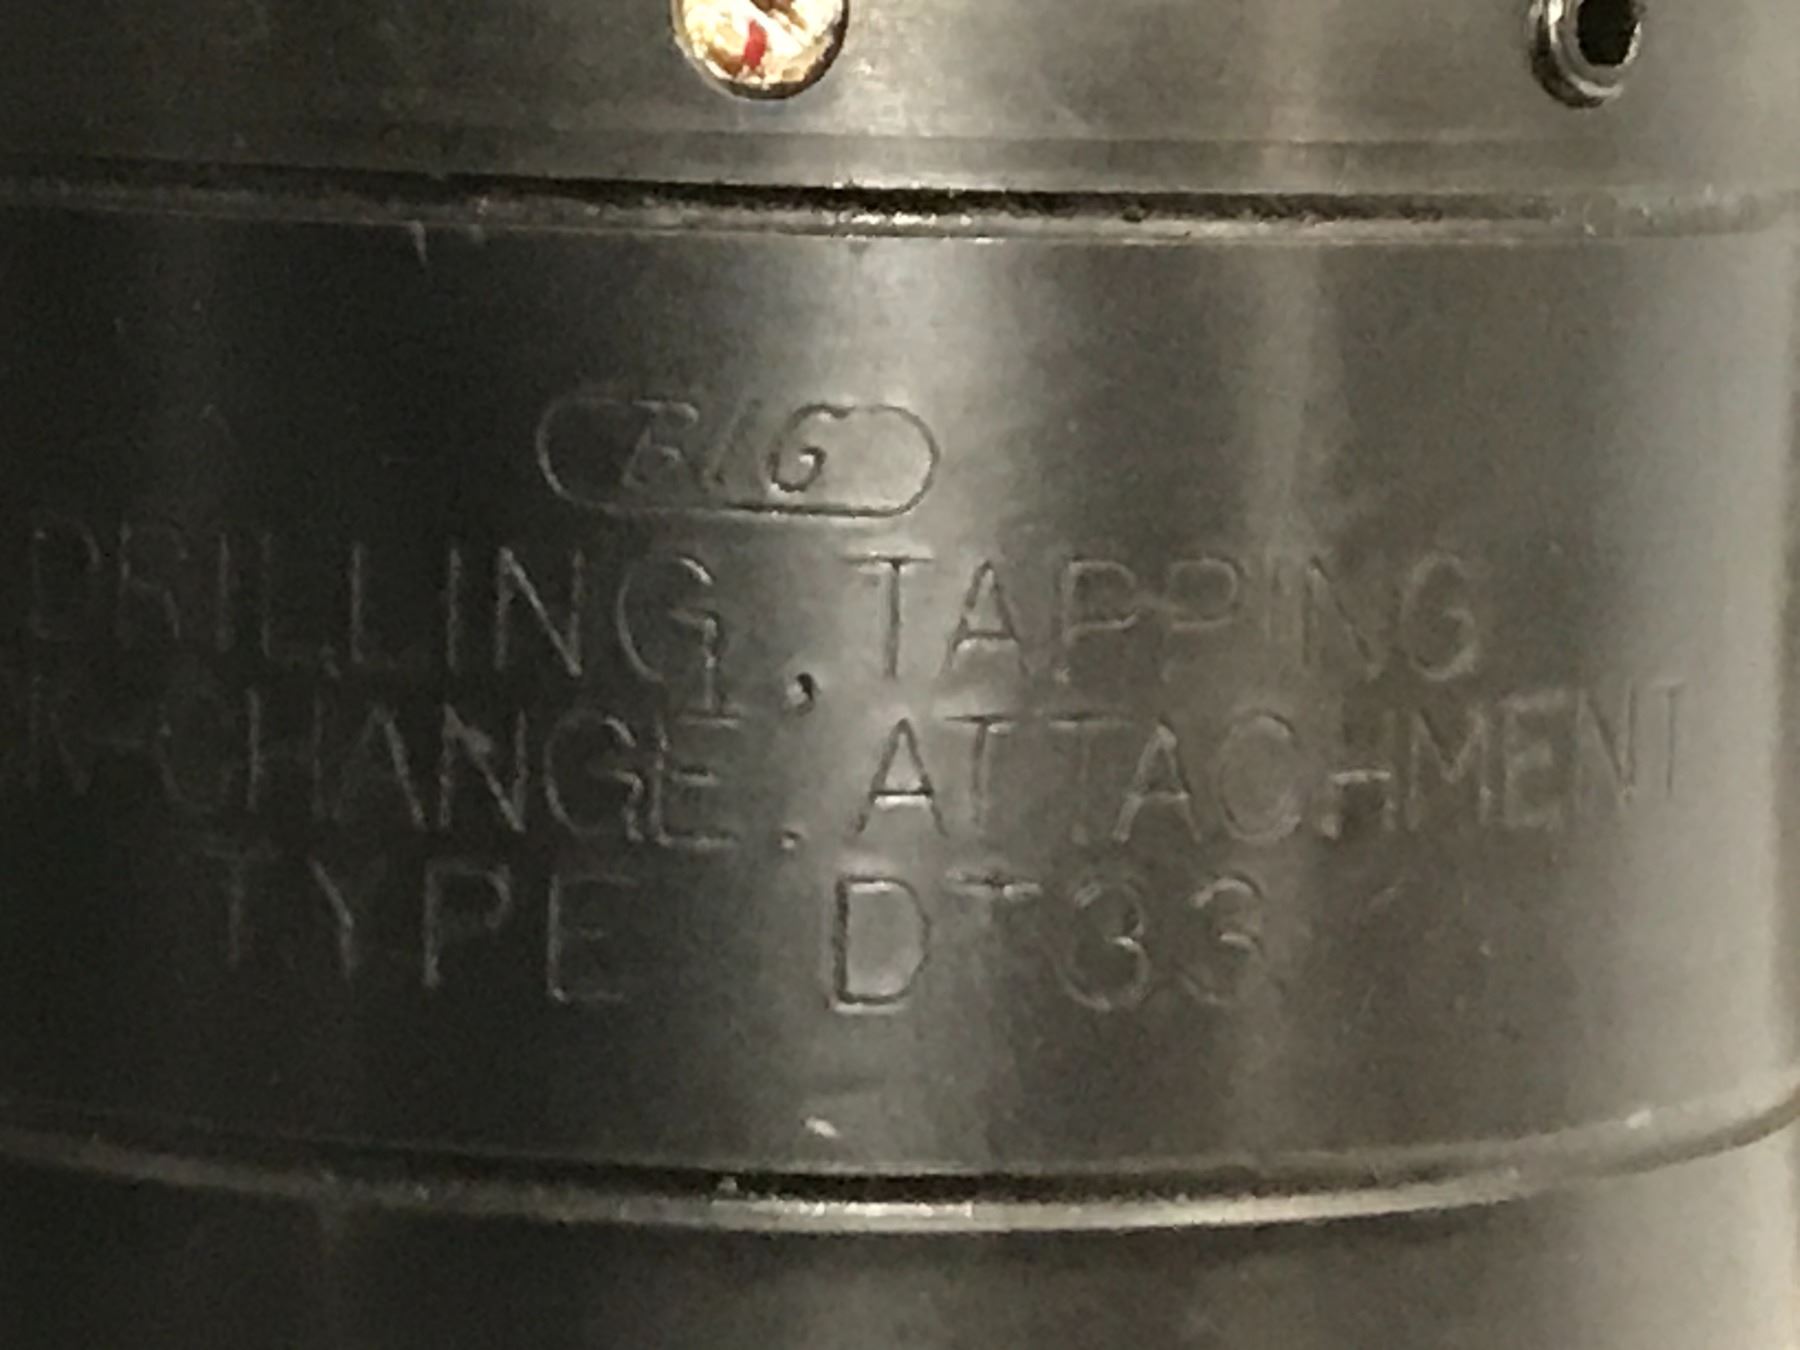 BIG
DRILLING, TAPPING
K-CHANGE. ATTACHMENT
TYPE DT33